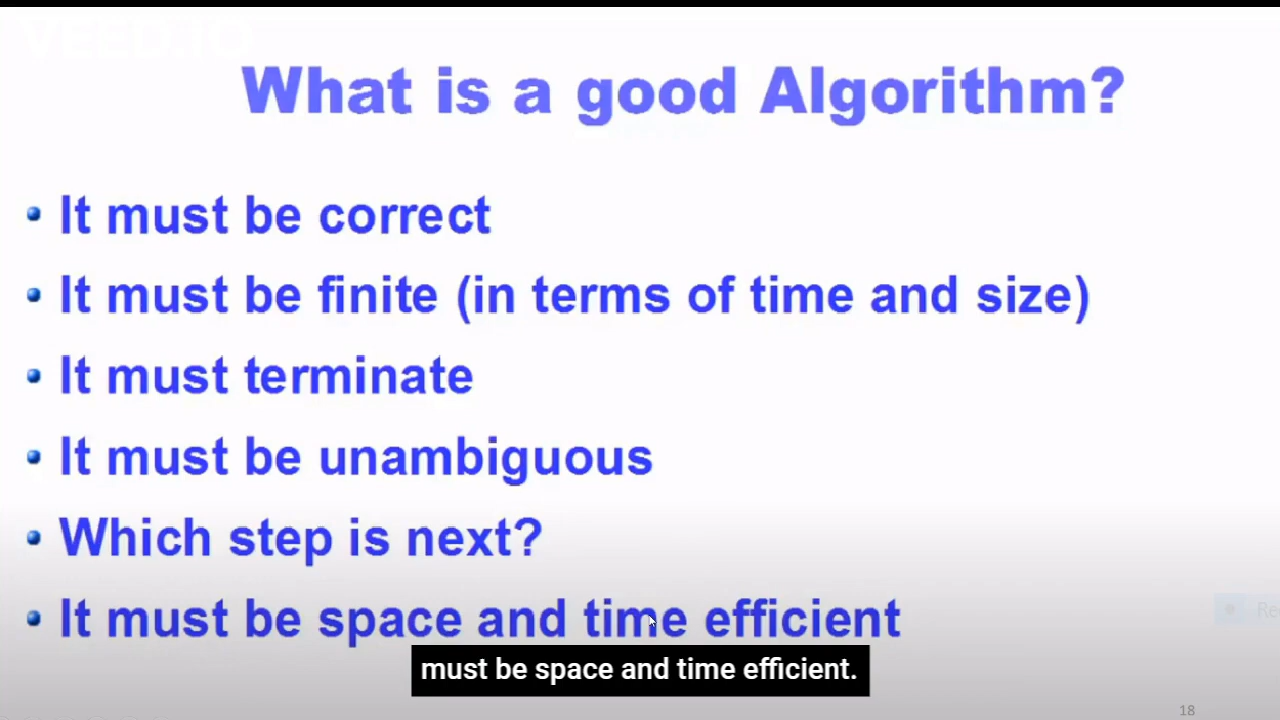 VEED.IO
What is a good Algorithm?
It must be correct
It must be finite (in terms of time and size)
It must terminate
It must be unambiguous
Which step is next?
It must be space and time efficient
must be space and time efficient.
18